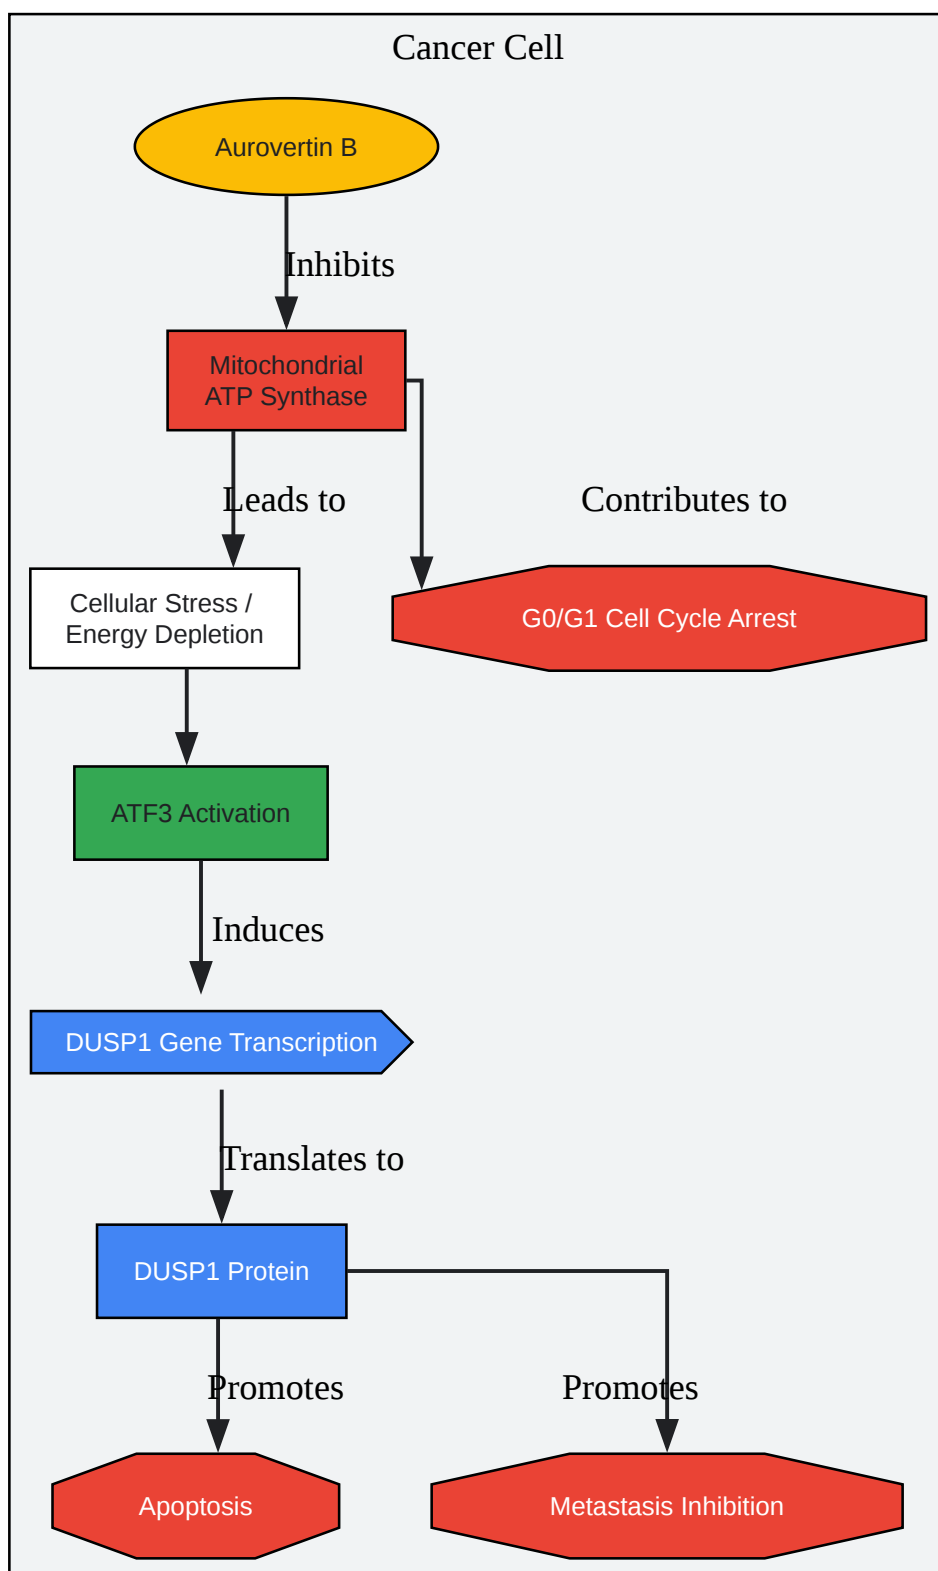 Cancer Cell
Aurovertin B
Inhibits
Mitochondrial
ATP Synthase
Leads to
Contributes to
Cellular Stress /
Energy Depletion
G0/G1 Cell Cycle Arrest
ATF3 Activation
Induces
DUSP1 Gene Transcription
Translates to
DUSP1 Protein
Promotes
Promotes
Apoptosis
Metastasis Inhibition